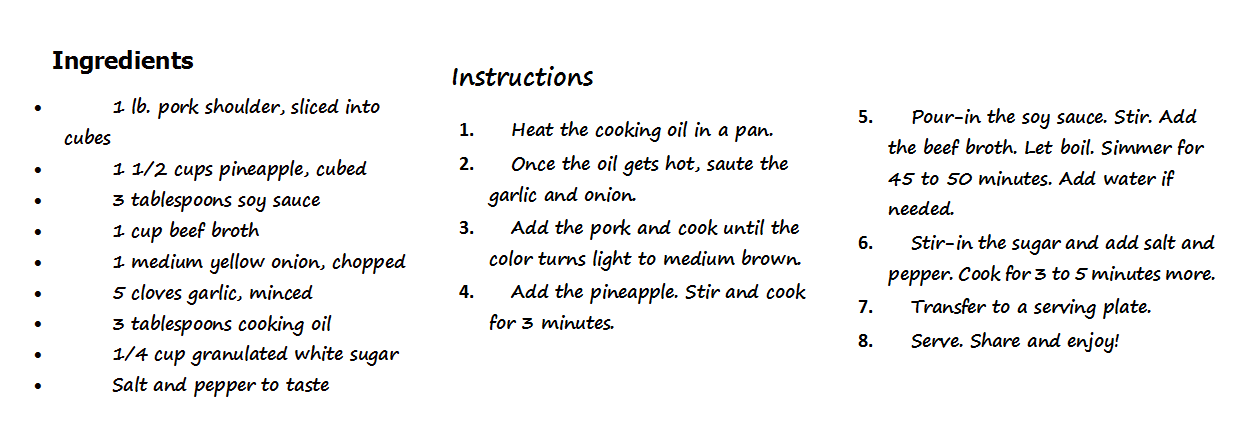 Ingredients
• 1 lb. pork shoulder, sliced into
cubes
• 1 1/2 cups pineapple, cubed
• 3 tablespoons soy sauce
• 1 cup beef broth
• 1 medium yellow onion, chopped
• 5 cloves garlic, minced
• 3 tablespoons cooking oil
• 1/4 cup granulated white sugar
• Salt and pepper to taste
Instructions
1. Heat the cooking oil in a pan.
2. Once the oil gets hot, saute the
garlic and onion.
3. Add the pork and cook until the
color turns light to medium brown.
4. Add the pineapple. Stir and cook
for 3 minutes.
5. Pour-in the soy sauce. Stir. Add
the beef broth. Let boil. Simmer for
45 to 50 minutes. Add water if
needed.
6. Stir-in the sugar and add salt and
pepper. Cook for 3 to 5 minutes more.
7. Transfer to a serving plate.
8. Serve. Share and enjoy!